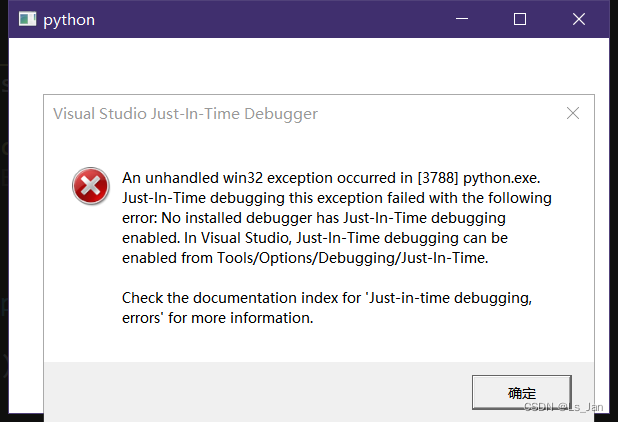 python
Visual Studio Just-In-Time Debugger
An unhandled win32 exception occurred in [3788] python.exe.
Just-In-Time debugging this exception failed with the following
error: No installed debugger has Just-In-Time debugging
enabled. In Visual Studio, Just-In-Time debugging can be
enabled from Tools/Options/Debugging/Just-In-Time.
Check the documentation index for 'Just-in-time debugging,
errors' for more information.
确定
CSDN @Ls_Jan